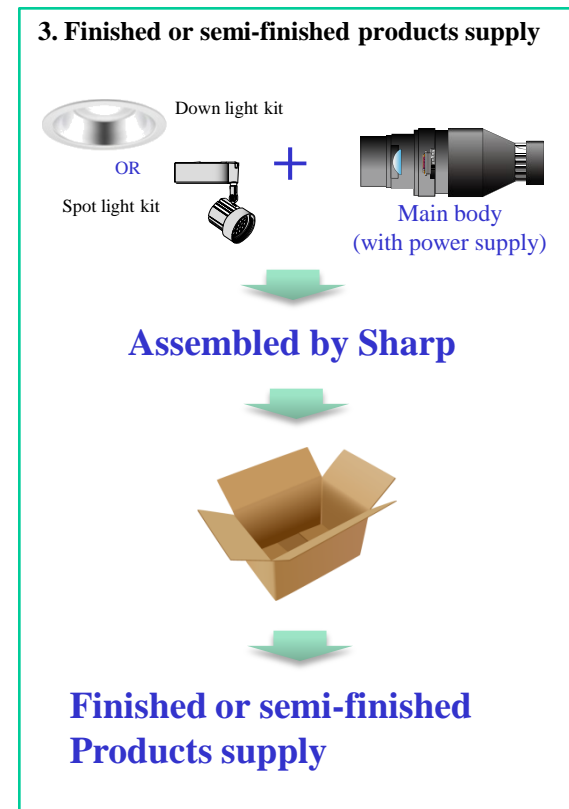 3. Finished or semi-finished products supply
Down light kit
OR
Spot light kit
+
Main body
(with power supply)
Assembled by Sharp
Finished or semi-finished
Products supply